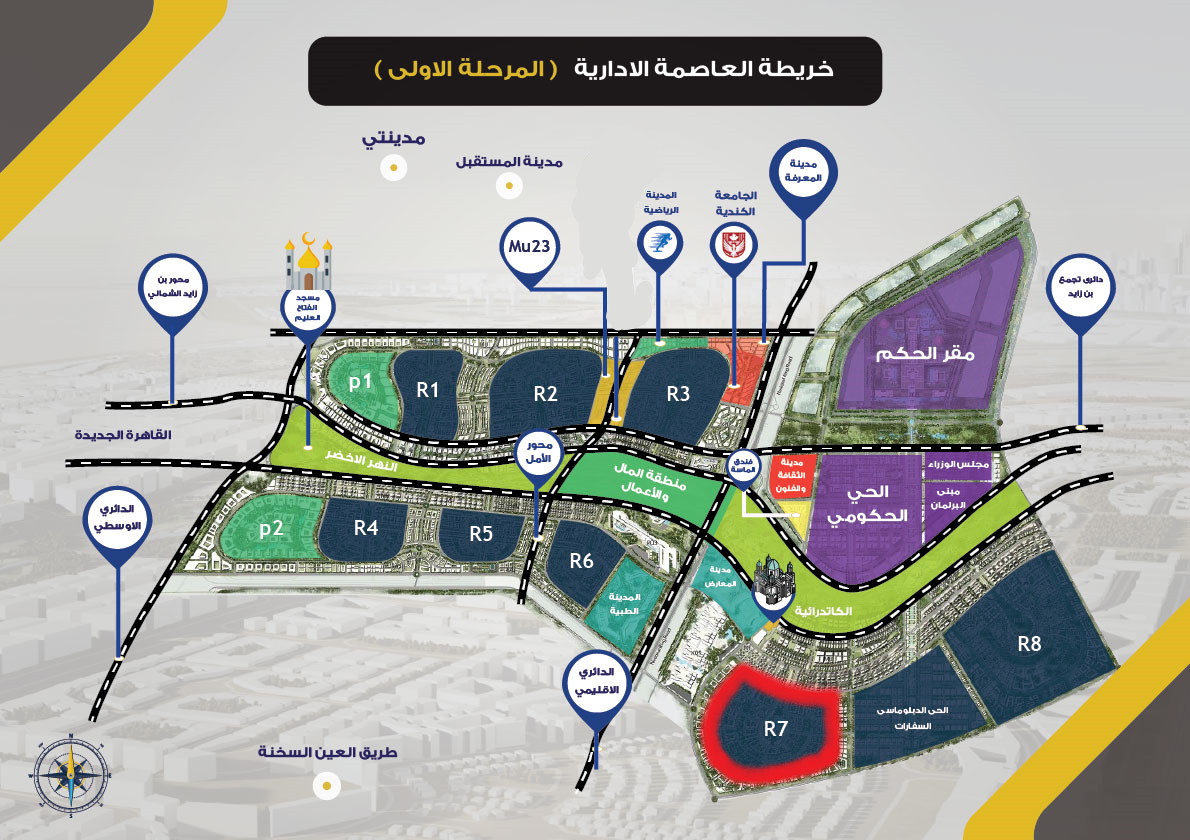 خريطة العاصمة الادارية ( المرحلة الاولى )
مدينتي
مدينة المستقبل
مدينة
المعرفة
المدينة
الرياضية
الجامعة
الكندية
Mu23
محور بن
زايد الشمالي
مسجد
الفتاح
العليم
دائرى تجمع
بن زايد
مقر الحكم
p1
R1
R2
R3
القاهرة الجديدة
النهر الاخضر
محور
الأمل
منطقة المال
والأعمال
فندق
الماسة
مدينة
الثقافة
والفنون
الحي
الحكومي
مجلس الوزراء
مبنى
البرلمان
الدائري
الاوسطي
p2
R4
R5
R6
المدينة
الطبية
مدينة
المعارض
الكاتدرائية
R8
الدائري
الاقليمي
R7
الحى الدبلوماسى
السفارات
طريق العين السخنة
N
W
E
S